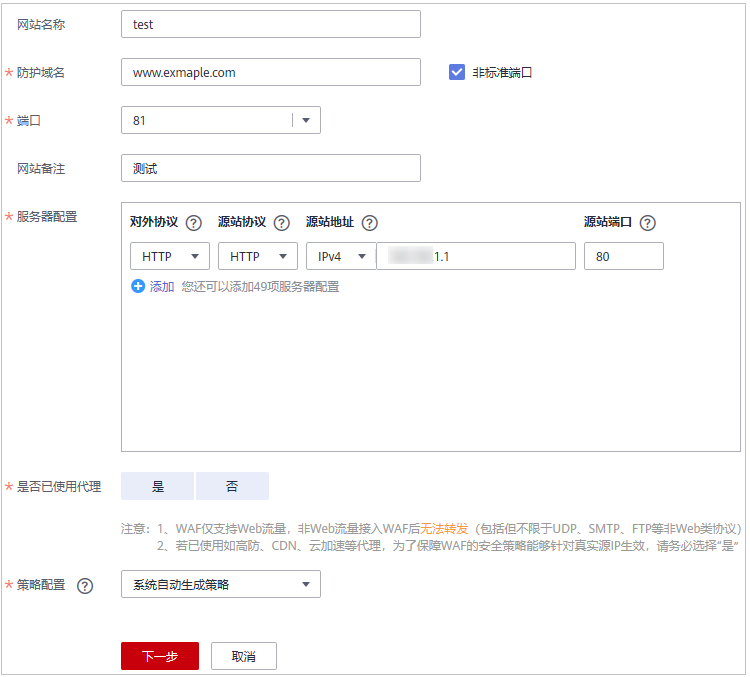 网站名称 test
* 防护域名 www.exmaple.com 非标准端口
* 端口 81
网站备注 测试
* 服务器配置 对外协议 ? 源站协议 ? 源站地址 ? 源站端口 ?
HTTP HTTP IPv4 1.1 80
添加 您还可以添加49项服务器配置
* 是否已使用代理 是 否
注意: 1、WAF仅支持Web流量，非Web流量接入WAF后无法转发（包括但不限于UDP、SMTP、FTP等非Web类协议）
2、若已使用如高防、CDN、云加速等代理，为了保障WAF的安全策略能够针对真实源IP生效，请务必选择“是”
* 策略配置 ? 系统自动生成策略
下一步 取消